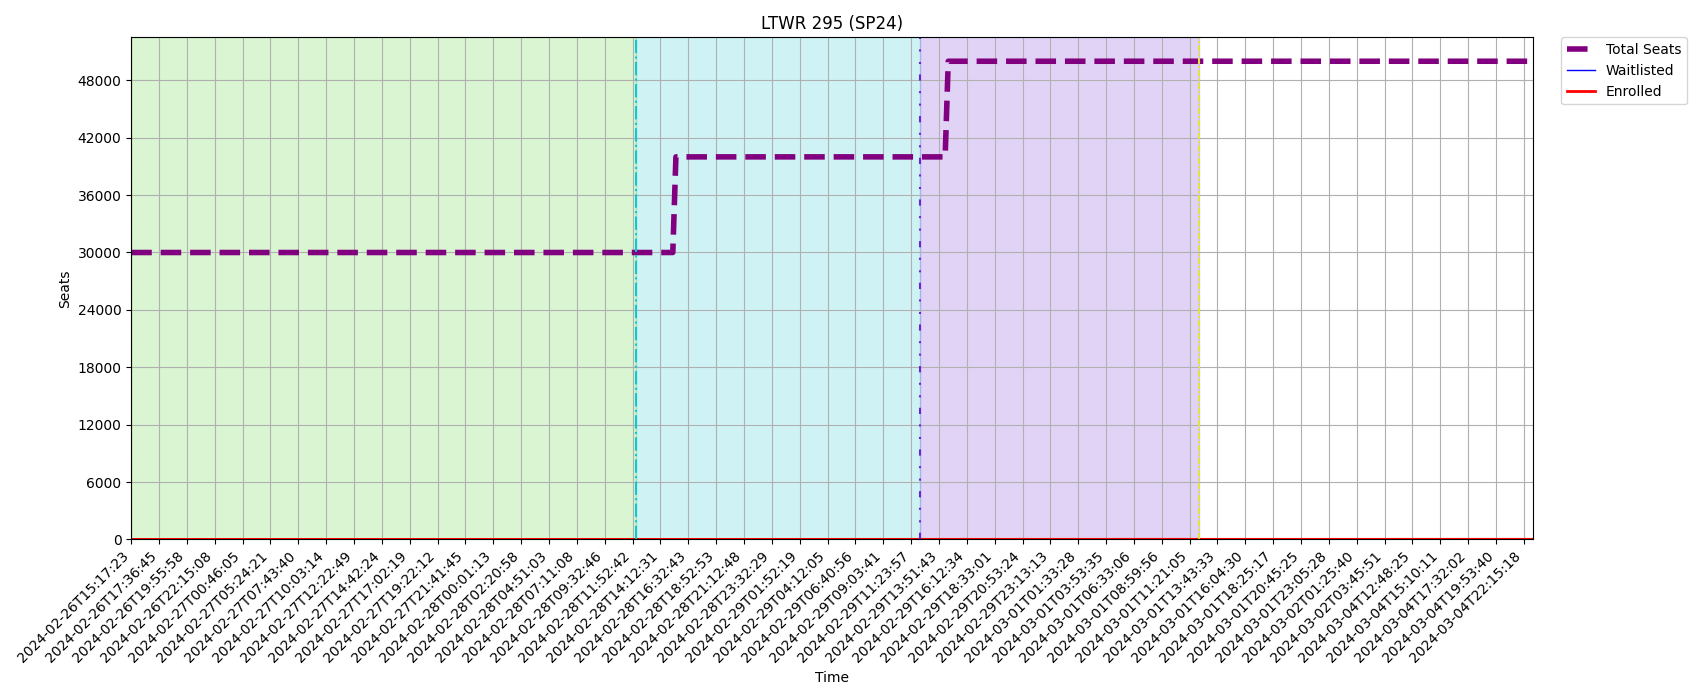 LTWR 295 (SP24)
Total Seats
Waitlisted
Enrolled
48000
42000
36000
30000
24000
18000
12000
6000
0
Seats
2024-02-26T15:17:23
2024-02-26T17:36:45
2024-02-26T19:55:58
2024-02-26T22:15:08
2024-02-27T00:46:05
2024-02-27T05:24:21
2024-02-27T07:43:40
2024-02-27T10:03:14
2024-02-27T12:22:49
2024-02-27T14:42:24
2024-02-27T17:02:19
2024-02-27T19:22:12
2024-02-27T21:41:45
2024-02-28T00:01:13
2024-02-28T02:20:58
2024-02-28T04:51:03
2024-02-28T07:11:08
2024-02-28T09:32:46
2024-02-28T11:52:42
2024-02-28T14:12:31
2024-02-28T16:32:43
2024-02-28T18:52:53
2024-02-28T21:12:48
2024-02-28T23:32:29
2024-02-29T01:52:19
2024-02-29T04:12:05
2024-02-29T06:40:56
2024-02-29T09:03:41
2024-02-29T11:23:57
2024-02-29T13:51:43
2024-02-29T16:12:34
2024-02-29T18:33:01
2024-02-29T20:53:24
2024-02-29T23:13:13
2024-03-01T01:33:28
2024-03-01T03:53:35
2024-03-01T06:33:06
2024-03-01T08:59:56
2024-03-01T11:21:05
2024-03-01T13:43:33
2024-03-01T16:04:30
2024-03-01T18:25:17
2024-03-01T20:45:25
2024-03-01T23:05:28
2024-03-02T01:25:40
2024-03-02T03:45:51
2024-03-04T12:48:25
2024-03-04T15:10:11
2024-03-04T17:32:02
2024-03-04T19:53:40
2024-03-04T22:15:18
Time